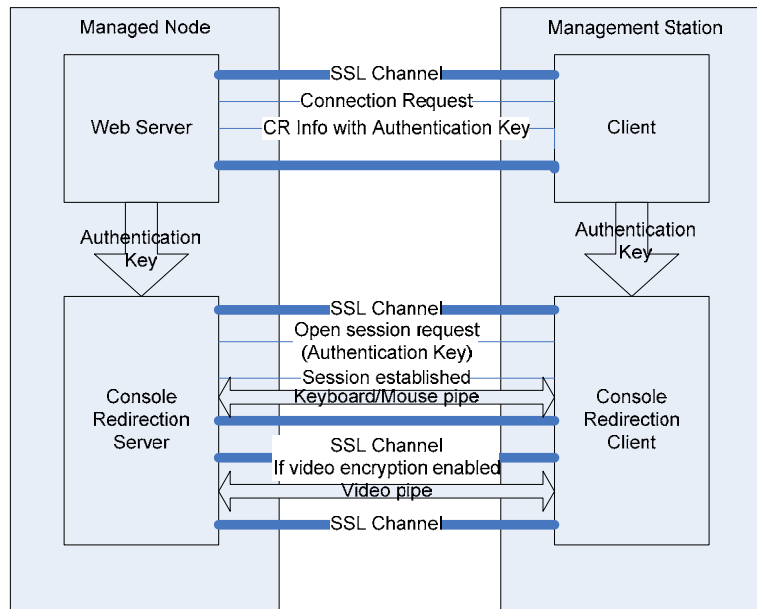 Managed Node
Management Station
SSL Channel
Connection Request
Web Server
CR Info with Authentication Key
Client
Authentication
Key
Authentication
Key
SSL Channel
Open session request
(Authentication Key)
Session established
Keyboard/Mouse pipe
Console
Redirection
Server
Console
Redirection
Client
SSL Channel
If video encryption enabled
Video pipe
SSL Channel